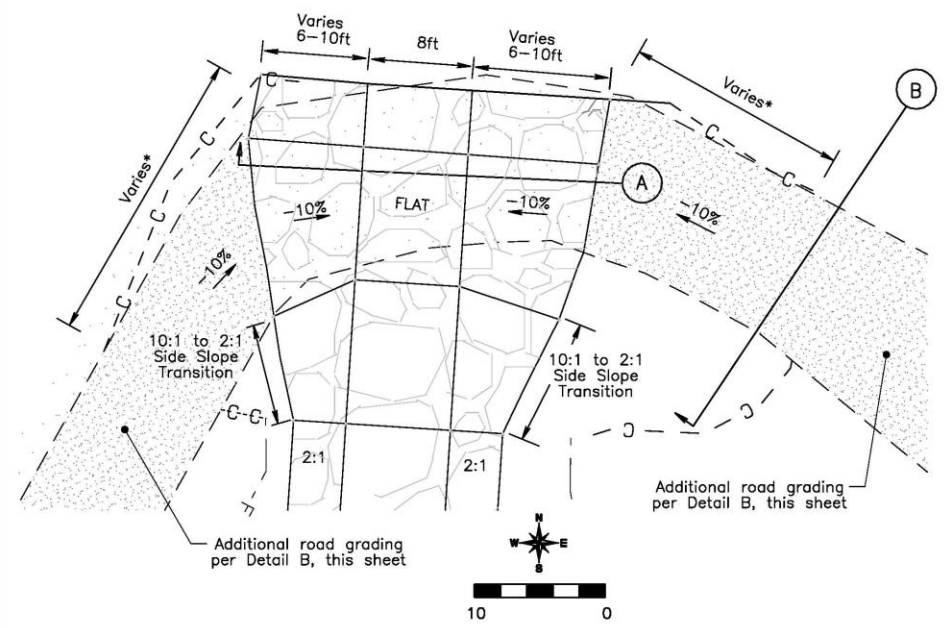 Varies
6-10ft
8ft
Varies
6-10ft
Varies*
B
C
C
C
Varies*
C
C
A
-10%
FLAT
-10%
-10%
-10%
C
10:1 to 2:1
Side Slope
Transition
10:1 to 2:1
Side Slope
Transition
C-C
C
C
2:1
2:1
F
Additional road grading
per Detail B, this sheet
Additional road grading
per Detail B, this sheet
N
W E
S
10 0